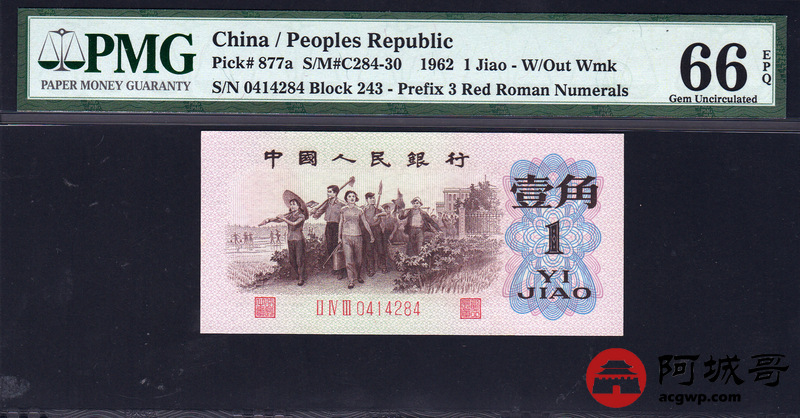 PMG
PAPER MONEY GUARANTY
China / Peoples Republic
Pick# 877a S/M#C284-30 1962 1 Jiao - W/Out Wmk
S/N 0414284 Block 243 - Prefix 3 Red Roman Numerals
66 EPQ
Gem Uncirculated
中國人民銀行
壹角
1
YI
JIAO
II IV III 0414284
阿城哥
acgwp.com